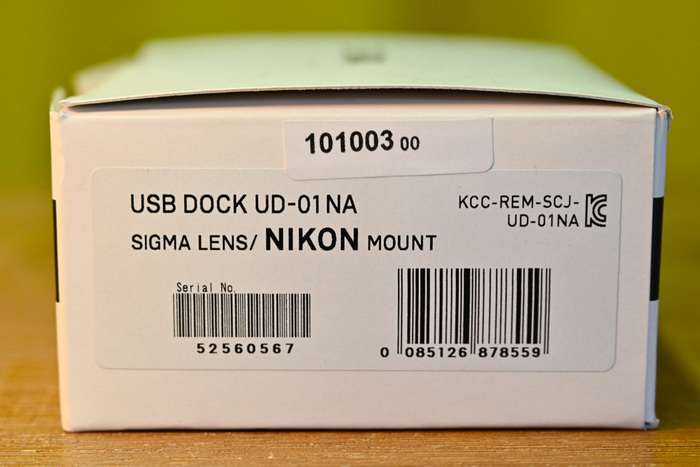 101003 00
USB DOCK UD-01NA
SIGMA LENS/ NIKON MOUNT
KCC-REM-SCJ-
UD-01NA
Serial No.
52560567
0 085126 878559